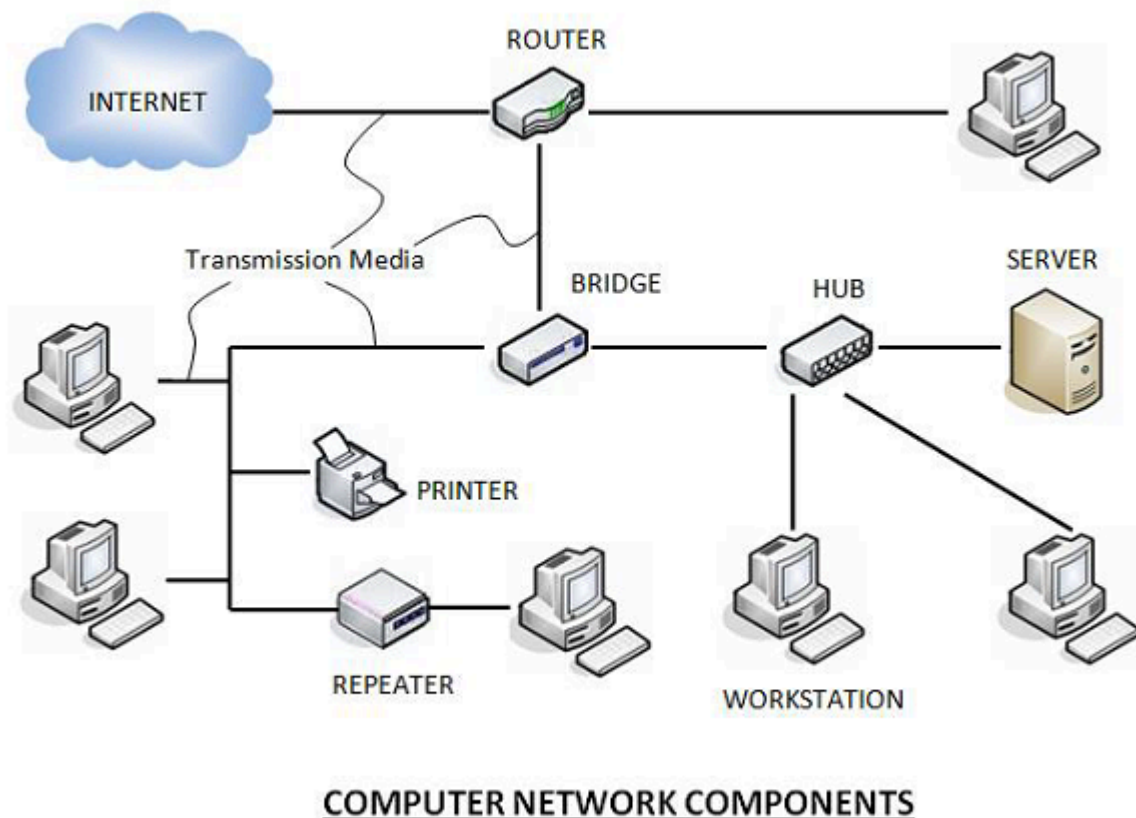 ROUTER
INTERNET
Transmission Media
BRIDGE
HUB
SERVER
PRINTER
REPEATER
WORKSTATION
COMPUTER NETWORK COMPONENTS